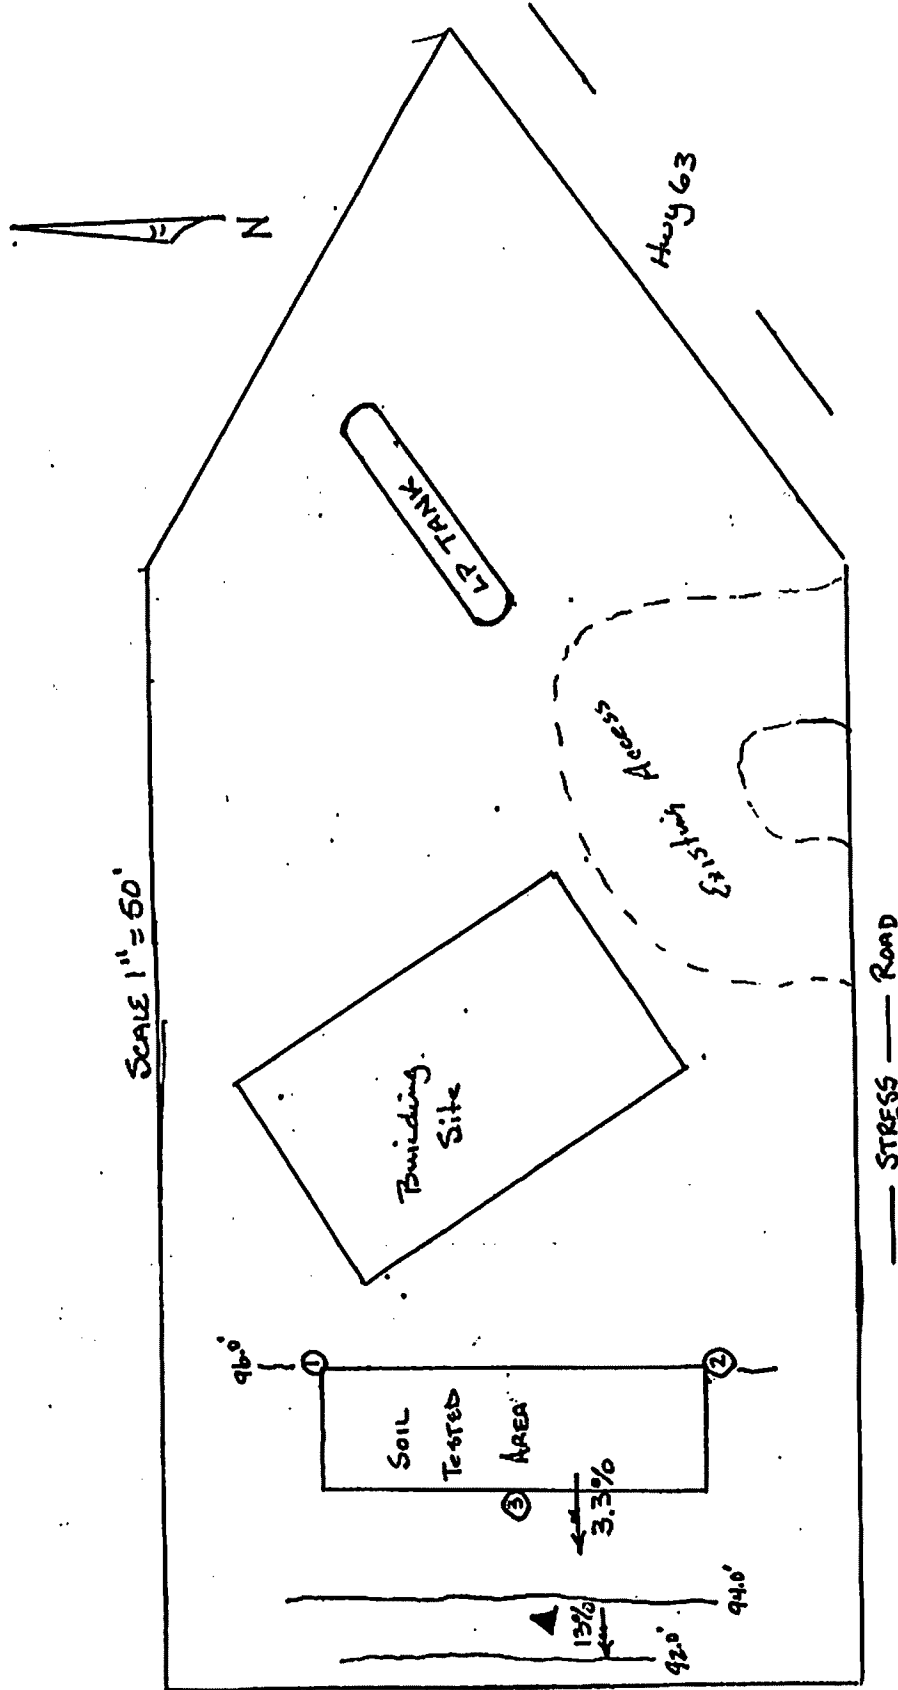 N
Hwy 63
LP TANK
SCALE 1" = 50'
Existing Access
Building
Site
— STRESS — ROAD
96.0'
1
2
SOIL
TESTED
AREA
3
3.3%
94.0'
13%
92.0'